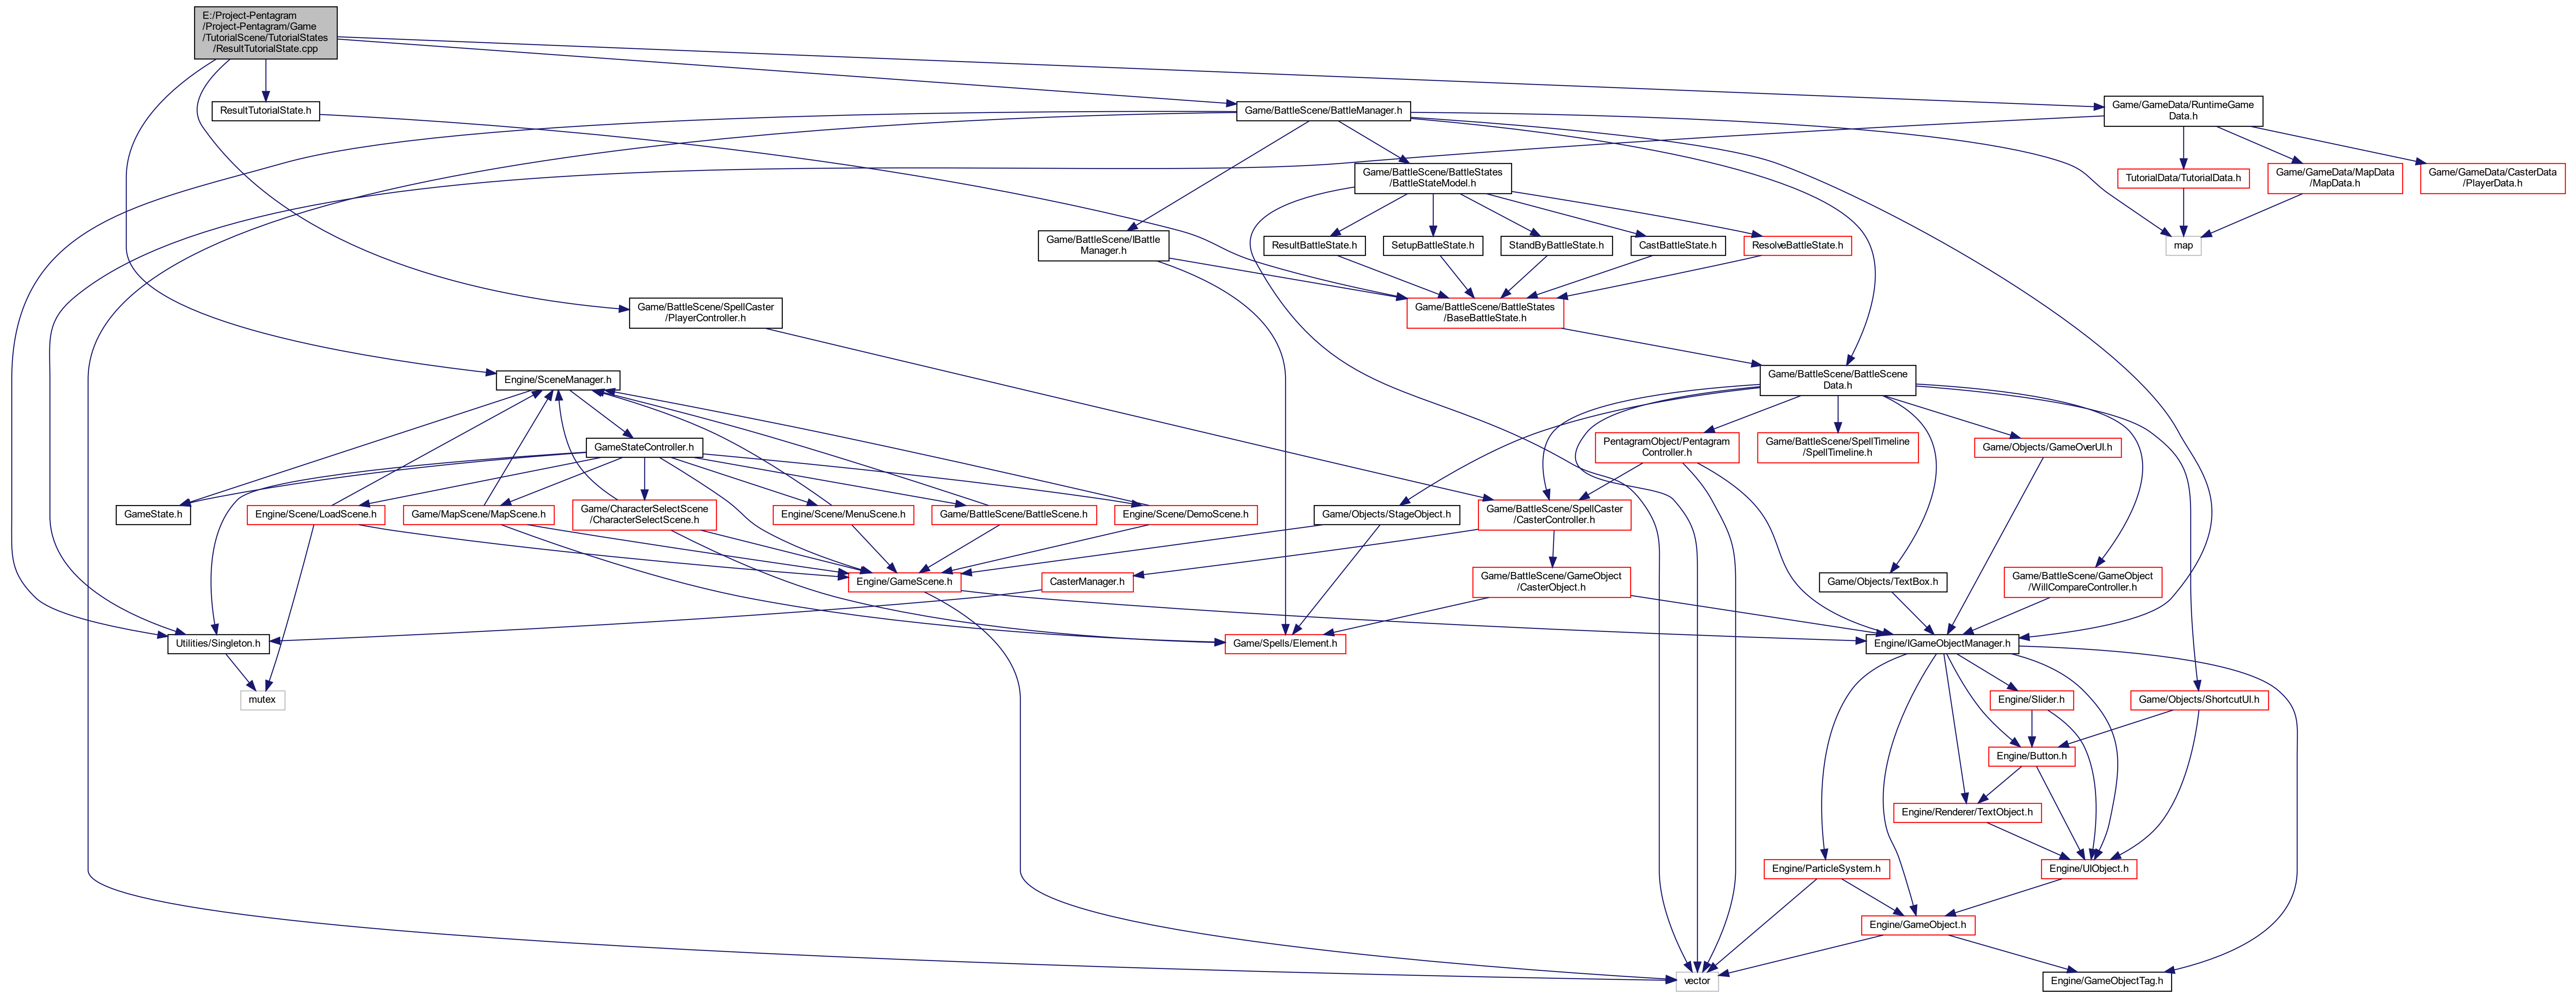 E:/Project-Pentagram
/Project-Pentagram/Game
/TutorialScene/TutorialStates
/ResultTutorialState.cpp
ResultTutorialState.h
Game/BattleScene/BattleManager.h
Game/GameData/RuntimeGame
Data.h
Game/BattleScene/BattleStates
/BattleStateModel.h
TutorialData/TutorialData.h
Game/GameData/MapData
/MapData.h
Game/GameData/CasterData
/PlayerData.h
Game/BattleScene/IBattle
Manager.h
ResultBattleState.h
SetupBattleState.h
StandByBattleState.h
CastBattleState.h
ResolveBattleState.h
map
Game/BattleScene/SpellCaster
/PlayerController.h
Game/BattleScene/BattleStates
/BaseBattleState.h
Engine/SceneManager.h
Game/BattleScene/BattleScene
Data.h
GameStateController.h
PentagramObject/Pentagram
Controller.h
Game/BattleScene/SpellTimeline
/SpellTimeline.h
Game/Objects/GameOverUI.h
GameState.h
Engine/Scene/LoadScene.h
Game/MapScene/MapScene.h
Game/CharacterSelectScene
/CharacterSelectScene.h
Engine/Scene/MenuScene.h
Game/BattleScene/BattleScene.h
Engine/Scene/DemoScene.h
Game/Objects/StageObject.h
Game/BattleScene/SpellCaster
/CasterController.h
Engine/GameScene.h
CasterManager.h
Game/BattleScene/GameObject
/CasterObject.h
Game/Objects/TextBox.h
Game/BattleScene/GameObject
/WillCompareController.h
Utilities/Singleton.h
Game/Spells/Element.h
Engine/IGameObjectManager.h
mutex
Engine/Slider.h
Game/Objects/ShortcutUI.h
Engine/Button.h
Engine/Renderer/TextObject.h
Engine/ParticleSystem.h
Engine/UIObject.h
Engine/GameObject.h
vector
Engine/GameObjectTag.h